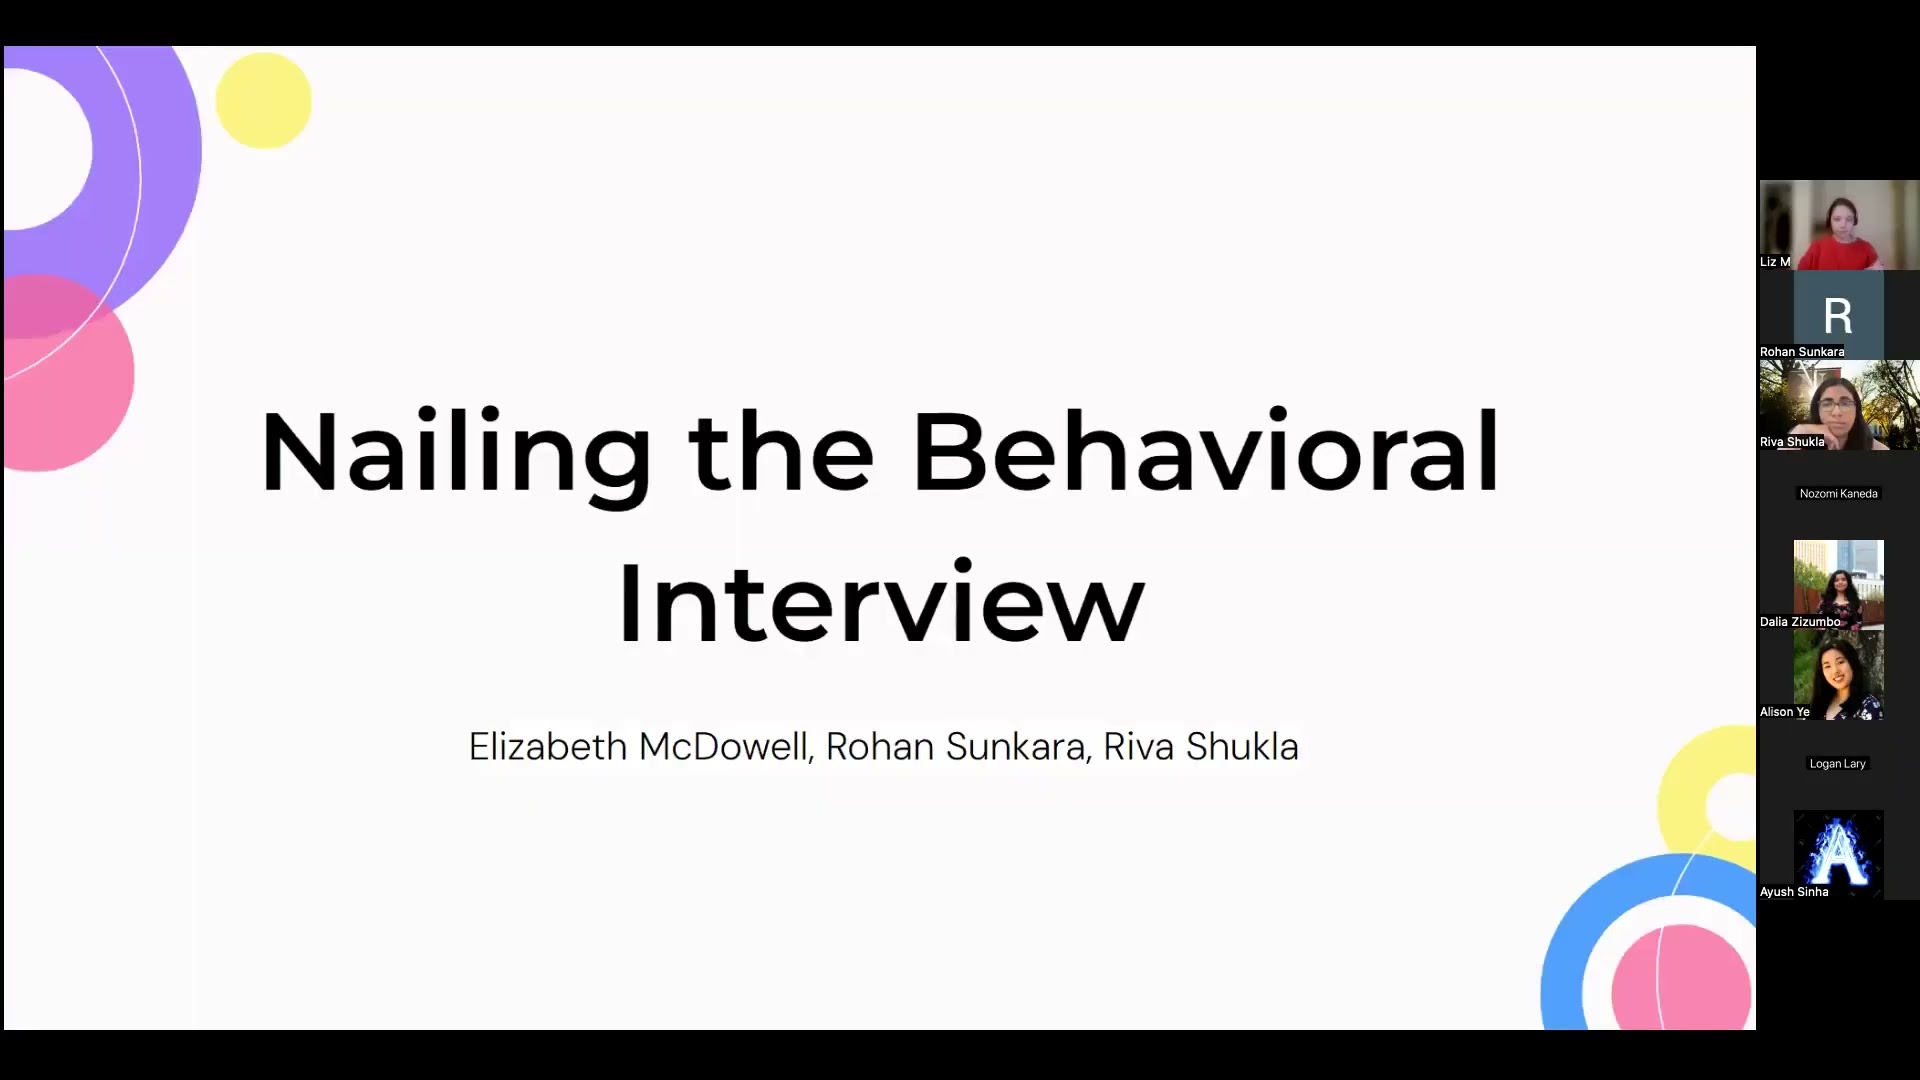 Nailing the Behavioral
Interview
Elizabeth McDowell, Rohan Sunkara, Riva Shukla
Liz M
R
Rohan Sunkara
Riva Shukla
Nozomi Kaneda
Dalia Zizumbo
Alison Ye
Logan Lary
A
Ayush Sinha